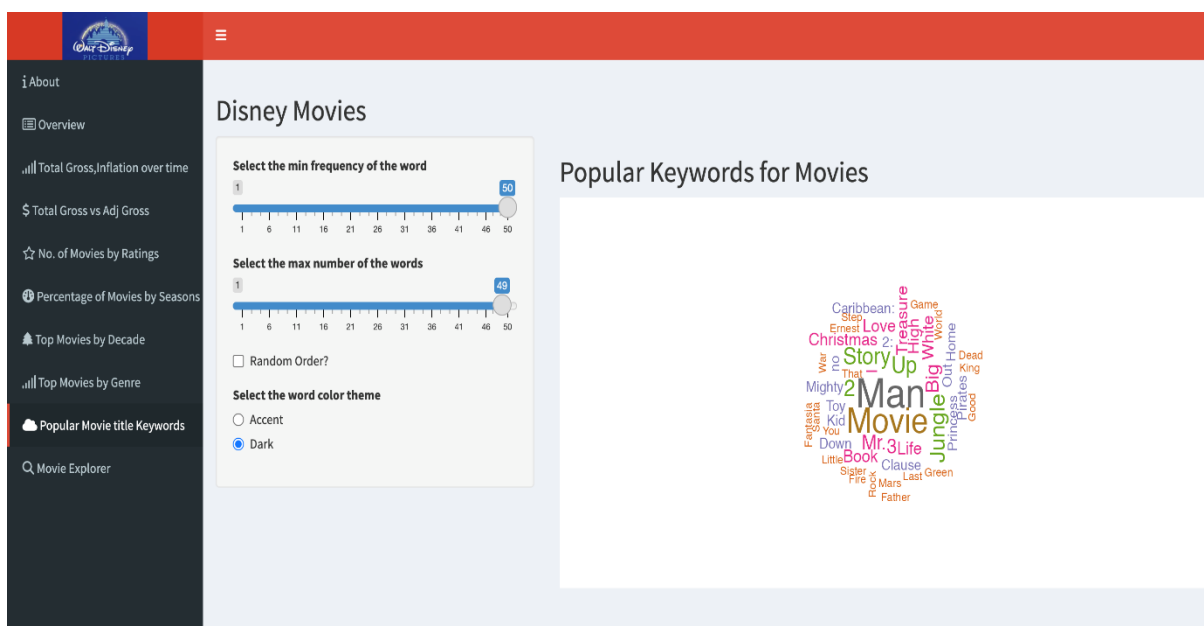 WALT DISNEY
PICTURES
i About
Overview
Total Gross,Inflation over time
$ Total Gross vs Adj Gross
No. of Movies by Ratings
Percentage of Movies by Seasons
Top Movies by Decade
Top Movies by Genre
Popular Movie title Keywords
Movie Explorer
Disney Movies
Select the min frequency of the word
1 50
1 6 11 16 21 26 31 36 41 46 50
Select the max number of the words
1 49
1 6 11 16 21 26 31 36 41 46 50
Random Order?
Select the word color theme
Accent
Dark
Popular Keywords for Movies
Caribbean:
Treasure
Game
Step
Ernest
Love
High
White
World
Christmas
2:
Home
War
no
Story
Up
I
That
Big
Out
Dead
King
Mighty
2
Man
Pirates
Good
Fantasia
Santa
Toy
Kid
You
Movie
Jungle
Princess
Down
Mr.
3
Life
Little
Book
Clause
Sister
Fire
Rock
Mars
Last
Green
Father